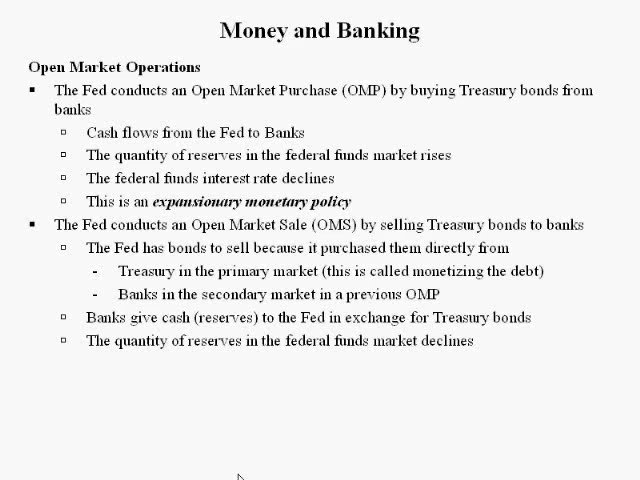 Money and Banking
Open Market Operations
▪ The Fed conducts an Open Market Purchase (OMP) by buying Treasury bonds from
banks
▫ Cash flows from the Fed to Banks
▫ The quantity of reserves in the federal funds market rises
▫ The federal funds interest rate declines
▫ This is an expansionary monetary policy
▪ The Fed conducts an Open Market Sale (OMS) by selling Treasury bonds to banks
▫ The Fed has bonds to sell because it purchased them directly from
- Treasury in the primary market (this is called monetizing the debt)
- Banks in the secondary market in a previous OMP
▫ Banks give cash (reserves) to the Fed in exchange for Treasury bonds
▫ The quantity of reserves in the federal funds market declines